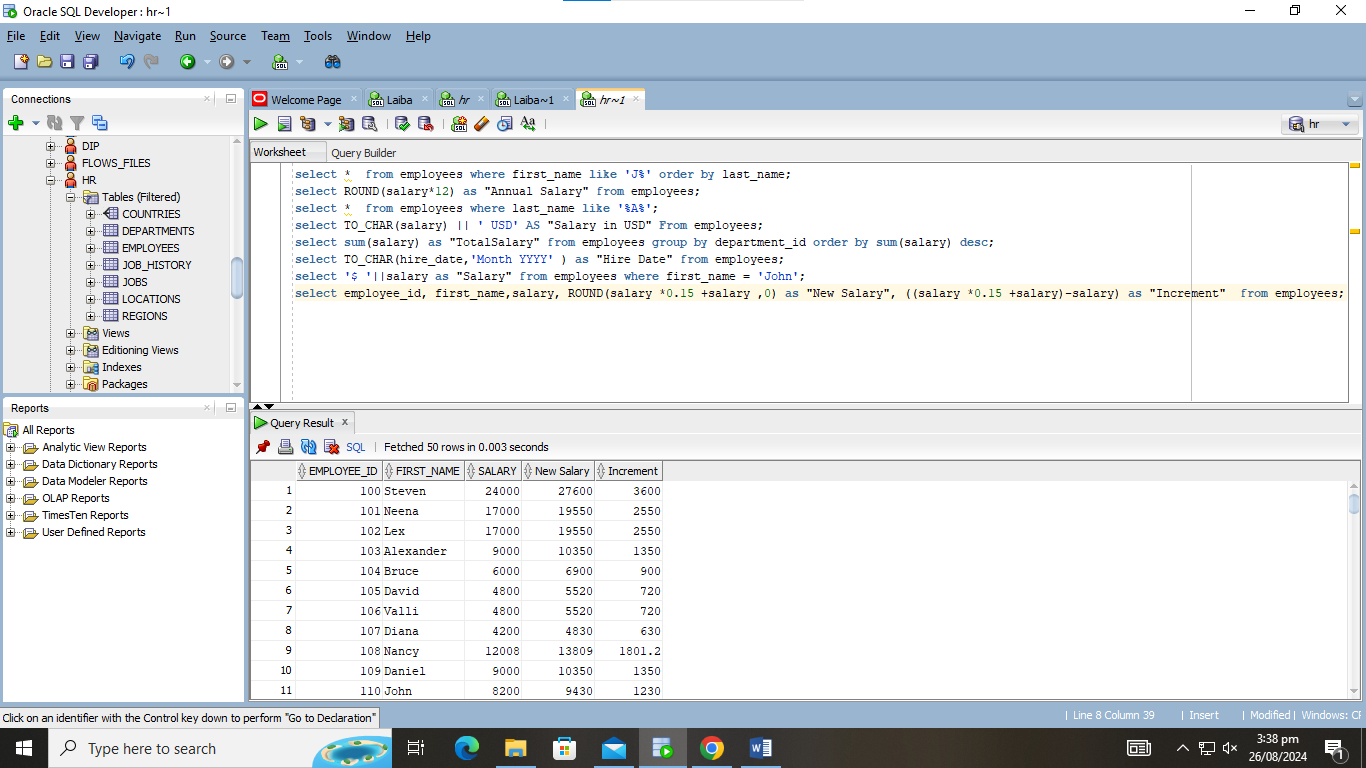 Oracle SQL Developer : hr~1
File Edit View Navigate Run Source Team Tools Window Help
Connections
DIP
FLOWS_FILES
HR
Tables (Filtered)
COUNTRIES
DEPARTMENTS
EMPLOYEES
JOB_HISTORY
JOBS
LOCATIONS
REGIONS
Views
Editioning Views
Indexes
Packages
Reports
All Reports
Analytic View Reports
Data Dictionary Reports
Data Modeler Reports
OLAP Reports
TimesTen Reports
User Defined Reports
Welcome Page Laiba hr Laiba~1 hr~1
hr
Worksheet Query Builder
select *  from employees where first_name like 'J%' order by last_name;
select ROUND(salary*12) as "Annual Salary" from employees;
select *  from employees where last_name like '%A%';
select TO_CHAR(salary) || ' USD' AS "Salary in USD" From employees;
select sum(salary) as "TotalSalary" from employees group by department_id order by sum(salary) desc;
select TO_CHAR(hire_date,'Month YYYY' ) as "Hire Date" from employees;
select '$ '||salary as "Salary" from employees where first_name = 'John';
select employee_id, first_name,salary, ROUND(salary *0.15 +salary ,0) as "New Salary", ((salary *0.15 +salary)-salary) as "Increment"  from employees;
Query Result
SQL | Fetched 50 rows in 0.003 seconds
EMPLOYEE_ID FIRST_NAME SALARY New Salary Increment
1 100 Steven 24000 27600 3600
2 101 Neena 17000 19550 2550
3 102 Lex 17000 19550 2550
4 103 Alexander 9000 10350 1350
5 104 Bruce 6000 6900 900
6 105 David 4800 5520 720
7 106 Valli 4800 5520 720
8 107 Diana 4200 4830 630
9 108 Nancy 12008 13809 1801.2
10 109 Daniel 9000 10350 1350
11 110 John 8200 9430 1230
Click on an identifier with the Control key down to perform "Go to Declaration"
| Line 8 Column 39 | Insert | Modified | Windows: CF
Type here to search
3:38 pm
26/08/2024
1